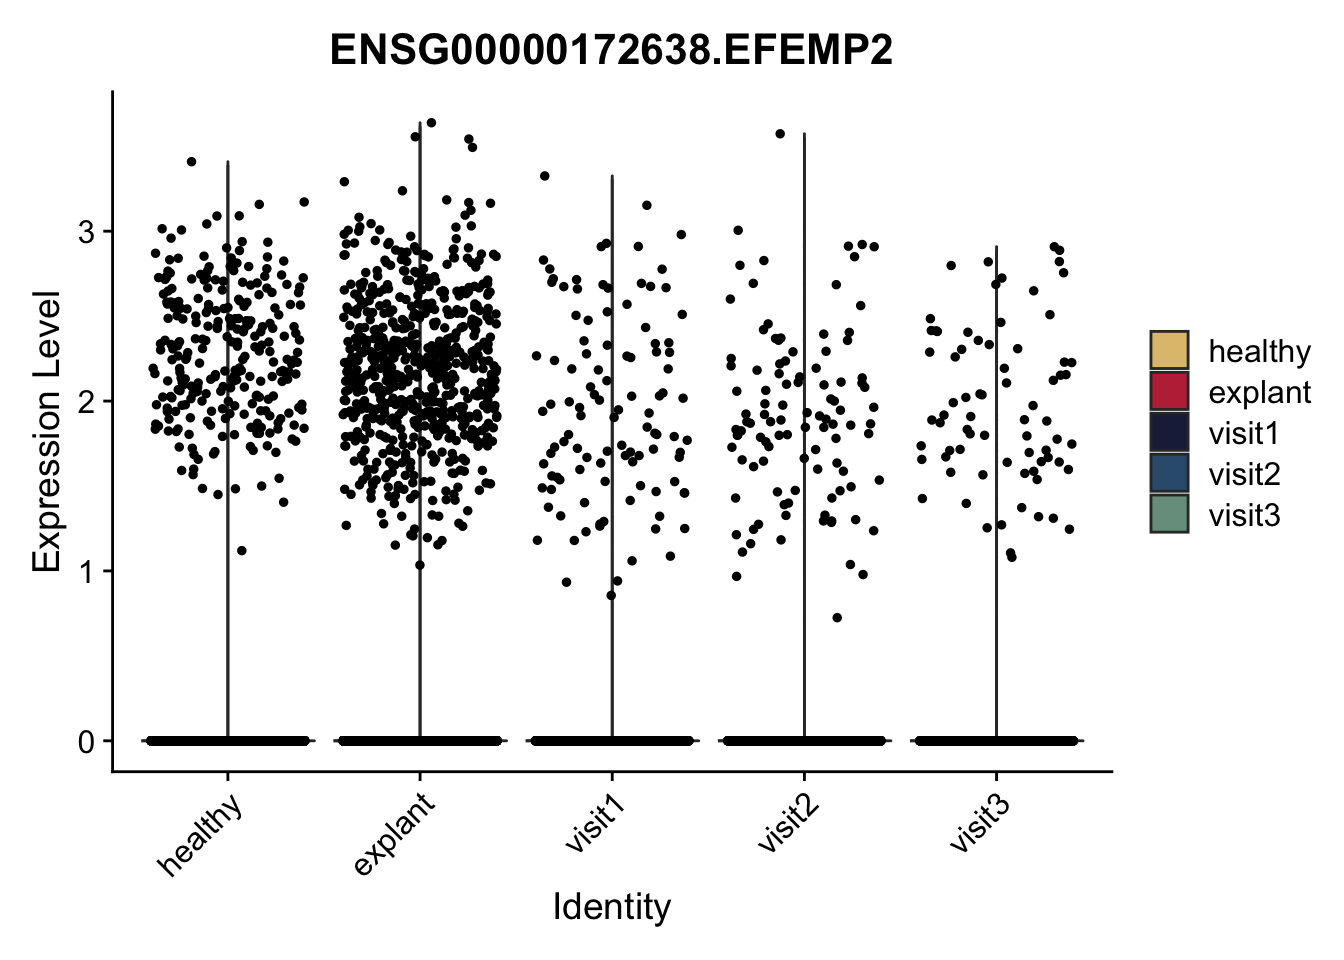 ENSG00000172638.EFEMP2
Expression Level
3
2
1
0
healthy
explant
visit1
visit2
visit3
Identity
healthy
explant
visit1
visit2
visit3